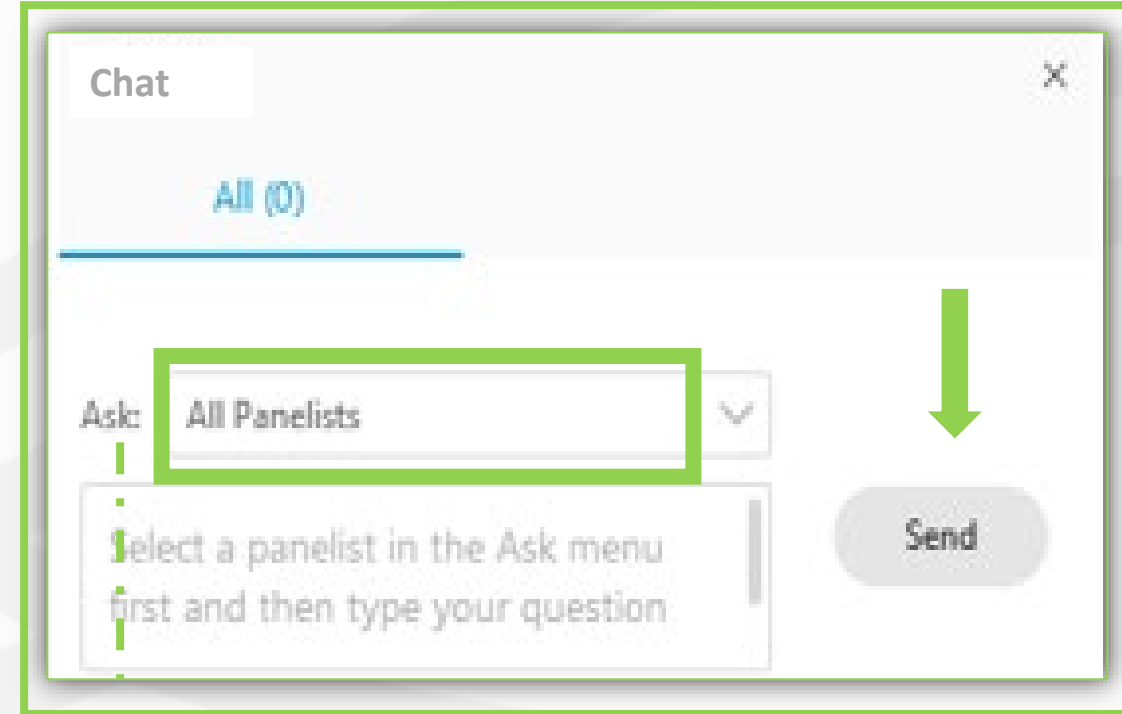 Chat
x
All (0)
Ask: All Panelists
Select a panelist in the Ask menu
first and then type your question
Send